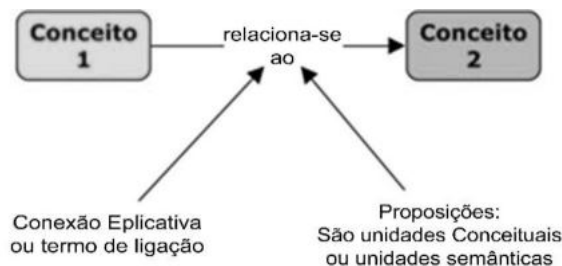 Conceito
1
relaciona-se
ao
Conceito
2
Conexão Eplicativa
ou termo de ligação
Proposições:
São unidades Conceituais
ou unidades semânticas